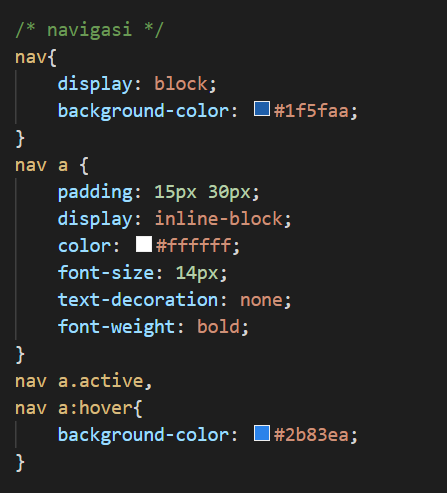 /* navigasi */
nav{
    display: block;
    background-color: #1f5faa;
}
nav a {
    padding: 15px 30px;
    display: inline-block;
    color: #ffffff;
    font-size: 14px;
    text-decoration: none;
    font-weight: bold;
}
nav a.active,
nav a:hover{
    background-color: #2b83ea;
}